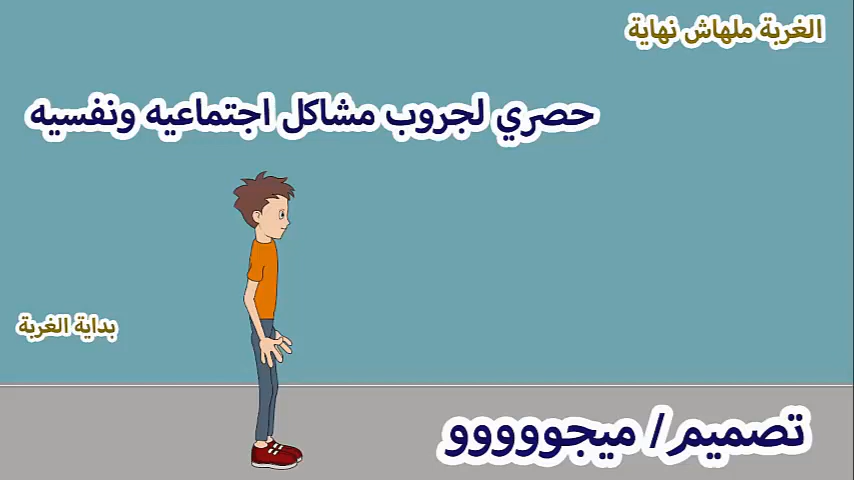 الغربة ملهاش نهاية
حصري لجروب مشاكل اجتماعيه ونفسيه
بداية الغربة
تصميم/ ميجووووو